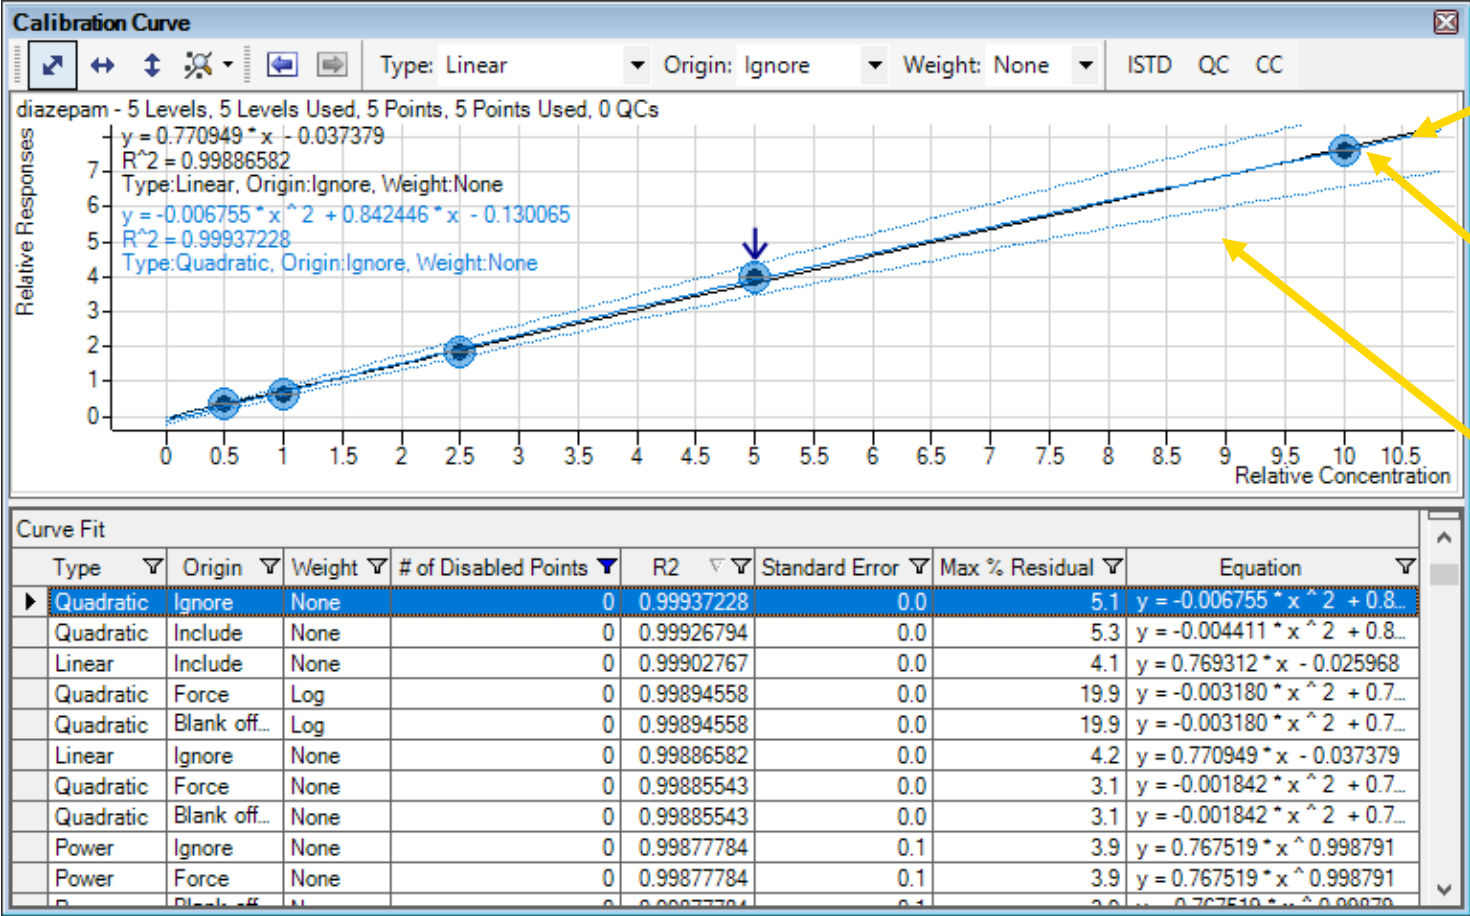 Calibration Curve
Type: Linear Origin: Ignore Weight: None ISTD QC CC
diazepam - 5 Levels, 5 Levels Used, 5 Points, 5 Points Used, 0 QCs
y = 0.770949 * x - 0.037379
R^2 = 0.99886582
Type:Linear, Origin:Ignore, Weight:None
y = -0.006755 * x ^ 2 + 0.842446 * x - 0.130065
R^2 = 0.99937228
Type:Quadratic, Origin:Ignore, Weight:None
Relative Responses
7
6
5
4
3
2
1
0
0 0.5 1 1.5 2 2.5 3 3.5 4 4.5 5 5.5 6 6.5 7 7.5 8 8.5 9 9.5 10 10.5
Relative Concentration
Curve Fit
Type Origin Weight # of Disabled Points R2 Standard Error Max % Residual Equation
Quadratic Ignore None 0 0.99937228 0.0 5.1 y = -0.006755 * x ^ 2 + 0.8...
Quadratic Include None 0 0.99926794 0.0 5.3 y = -0.004411 * x ^ 2 + 0.8...
Linear Include None 0 0.99902767 0.0 4.1 y = 0.769312 * x - 0.025968
Quadratic Force Log 0 0.99894558 0.0 19.9 y = -0.003180 * x ^ 2 + 0.7...
Quadratic Blank off... Log 0 0.99894558 0.0 19.9 y = -0.003180 * x ^ 2 + 0.7...
Linear Ignore None 0 0.99886582 0.0 4.2 y = 0.770949 * x - 0.037379
Quadratic Force None 0 0.99885543 0.0 3.1 y = -0.001842 * x ^ 2 + 0.7...
Quadratic Blank off... None 0 0.99885543 0.0 3.1 y = -0.001842 * x ^ 2 + 0.7...
Power Ignore None 0 0.99877784 0.1 3.9 y = 0.767519 * x ^ 0.998791
Power Force None 0 0.99877784 0.1 3.9 y = 0.767519 * x ^ 0.998791